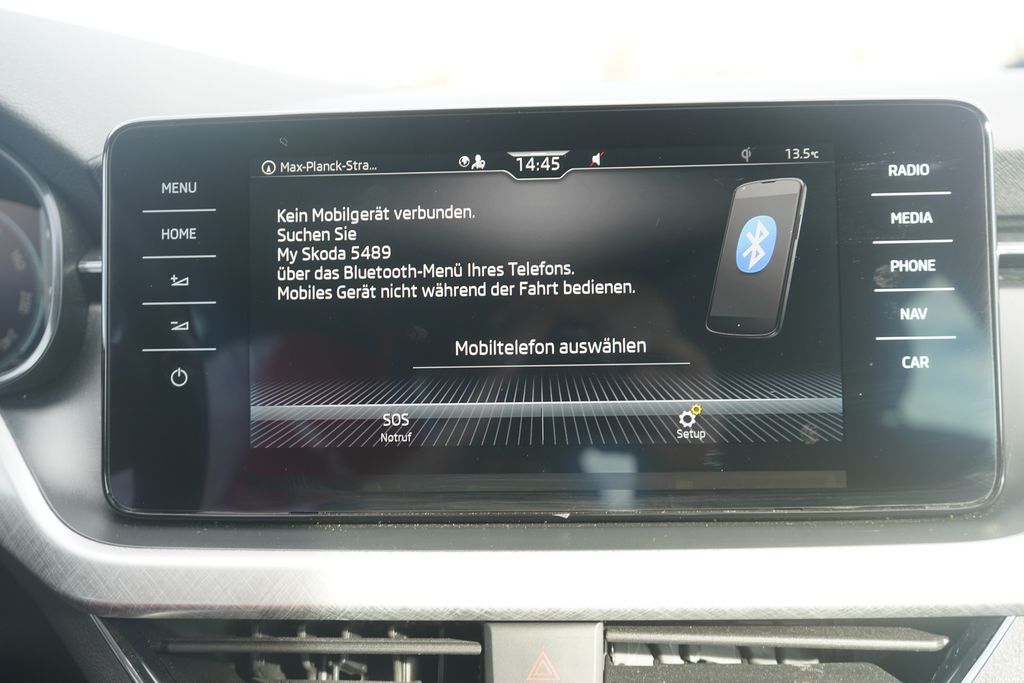 Max-Planck-Stra...
14:45
13.5°C
MENU
HOME
RADIO
MEDIA
PHONE
NAV
CAR
Kein Mobilgerät verbunden.
Suchen Sie
My Skoda 5489
über das Bluetooth-Menü Ihres Telefons.
Mobiles Gerät nicht während der Fahrt bedienen.
Mobiltelefon auswählen
SOS
Notruf
Setup